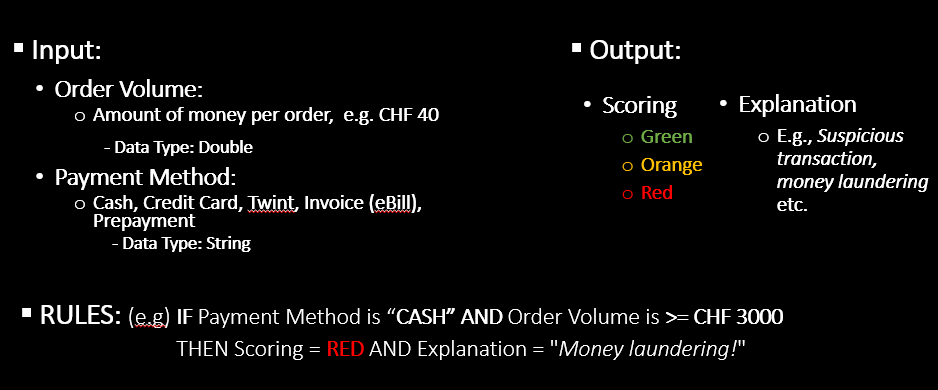 ▪ Input:
• Order Volume:
o Amount of money per order, e.g. CHF 40
- Data Type: Double
• Payment Method:
o Cash, Credit Card, Twint, Invoice (eBill),
Prepayment
- Data Type: String
▪ Output:
• Scoring
o Green
o Orange
o Red
• Explanation
o E.g., Suspicious
transaction,
money laundering
etc.
▪ RULES: (e.g) IF Payment Method is “CASH” AND Order Volume is >= CHF 3000
THEN Scoring = RED AND Explanation = "Money laundering!"